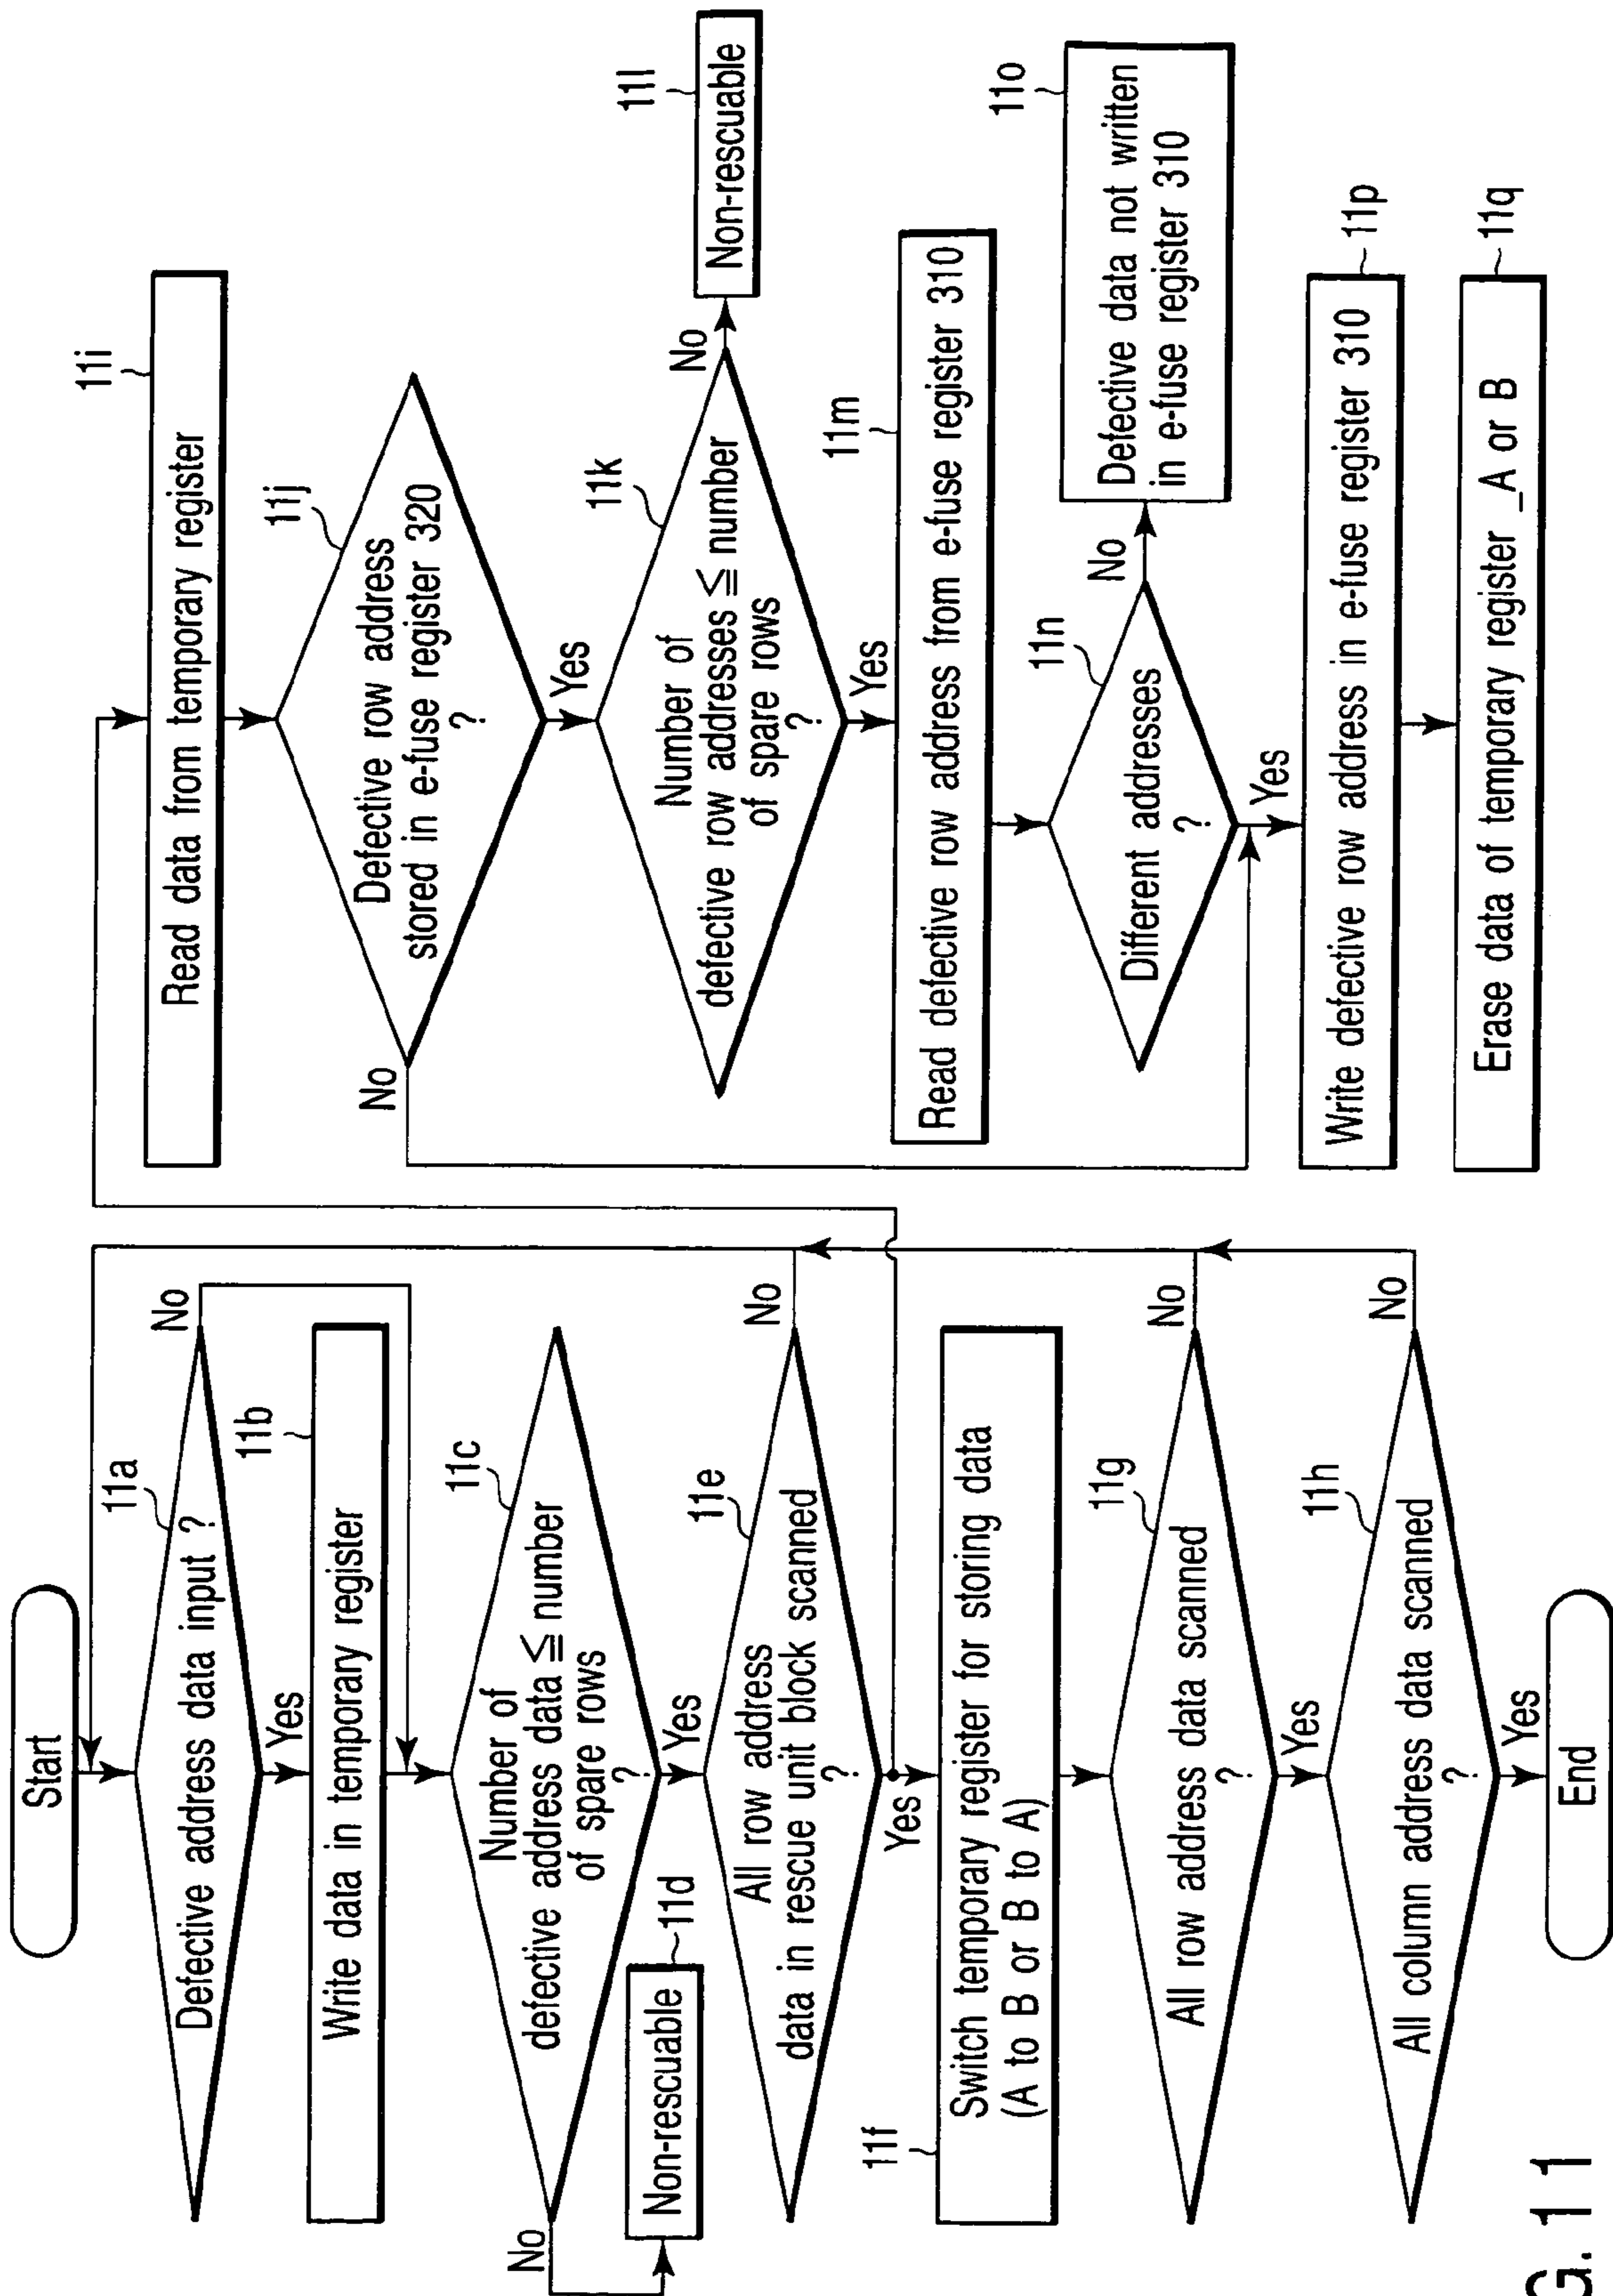 Start
11a
Defective address data input ?
No
Yes
11b
Write data in temporary register
11c
Number of
defective address data ≦ number
of spare rows
?
No
Yes
11d
Non-rescuable
11e
All row address
data in rescue unit block scanned
?
No
Yes
11f
Switch temporary register for storing data
(A to B or B to A)
11g
All row address data scanned
?
No
Yes
11h
All column address data scanned
?
No
Yes
End
11i
Read data from temporary register
11j
Defective row address
stored in e-fuse register 320
?
No
Yes
11k
Number of
defective row addresses ≦ number
of spare rows
?
No
Yes
11l
Non-rescuable
11m
Read defective row address from e-fuse register 310
11n
Different addresses
?
No
Yes
11o
Defective data not written
in e-fuse register 310
11p
Write defective row address in e-fuse register 310
11q
Erase data of temporary register _A or B
G. 11